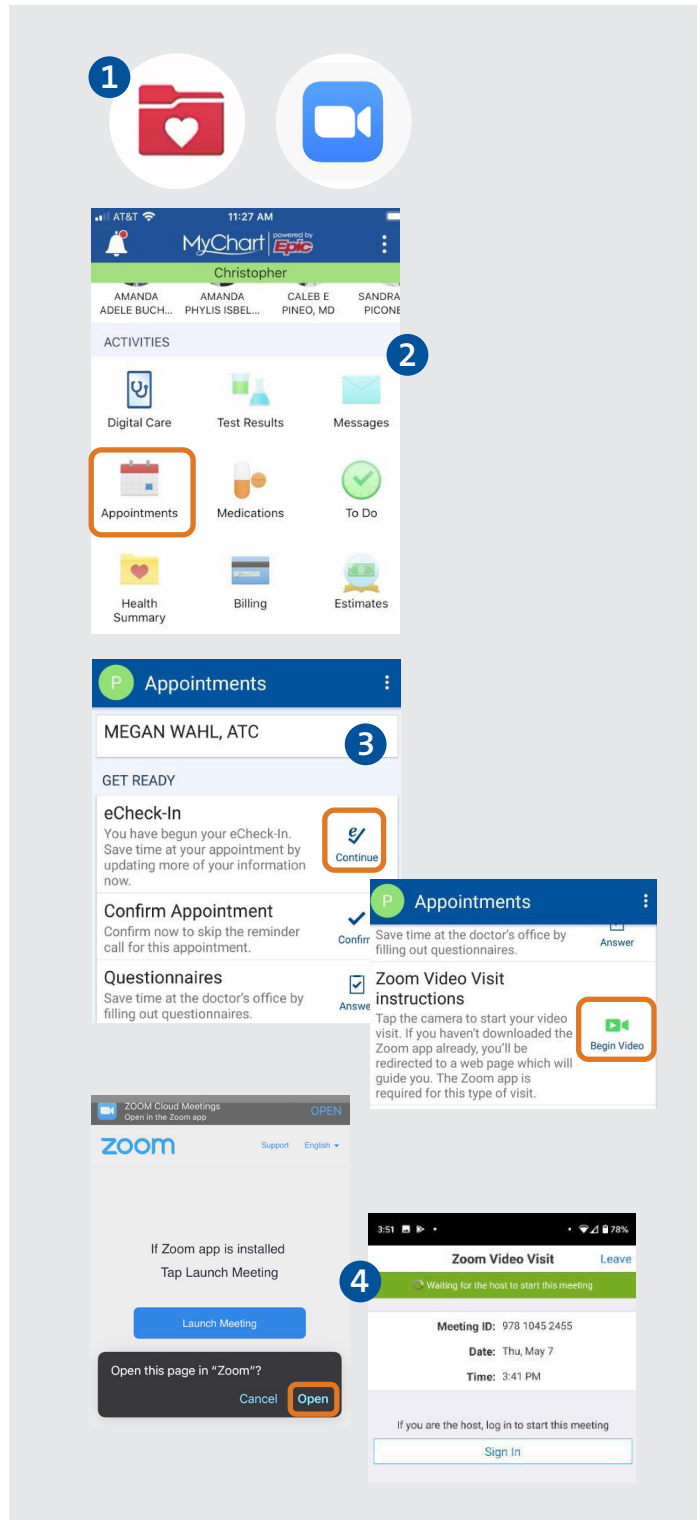 1
AT&T 11:27 AM
MyChart powered by Epic
Christopher
AMANDA AMANDA CALEB E SANDRA
ADELE BUCH... PHYLIS ISBEL... PINEO, MD PICONE
ACTIVITIES
2
Digital Care Test Results Messages
Appointments Medications To Do
Health Billing Estimates
Summary
P Appointments
MEGAN WAHL, ATC
3
GET READY
eCheck-In
You have begun your eCheck-In.
Save time at your appointment by
updating more of your information
now.
Continue
Confirm Appointment
Confirm now to skip the reminder
call for this appointment.
Confirm
Questionnaires
Save time at the doctor's office by
filling out questionnaires.
Answe
P Appointments
Save time at the doctor's office by
filling out questionnaires.
Answer
Zoom Video Visit
instructions
Tap the camera to start your video
visit. If you haven't downloaded the
Zoom app already, you'll be
redirected to a web page which will
guide you. The Zoom app is
required for this type of visit.
Begin Video
ZOOM Cloud Meetings
Open in the Zoom app
OPEN
zoom Support English
If Zoom app is installed
Tap Launch Meeting
Launch Meeting
Open this page in "Zoom"?
Cancel Open
4
3:51 78%
Zoom Video Visit Leave
Waiting for the host to start this meeting
Meeting ID: 978 1045 2455
Date: Thu, May 7
Time: 3:41 PM
If you are the host, log in to start this meeting
Sign In